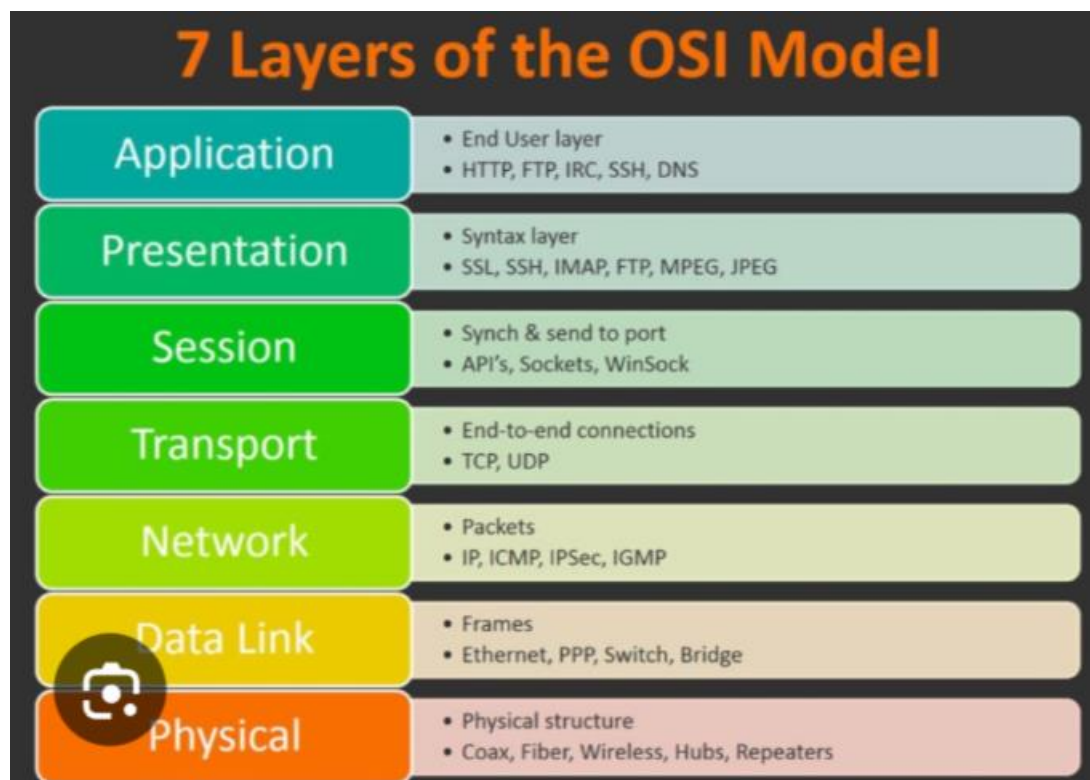 7 Layers of the OSI Model
Application
• End User layer
• HTTP, FTP, IRC, SSH, DNS
Presentation
• Syntax layer
• SSL, SSH, IMAP, FTP, MPEG, JPEG
Session
• Synch & send to port
• API's, Sockets, WinSock
Transport
• End-to-end connections
• TCP, UDP
Network
• Packets
• IP, ICMP, IPSec, IGMP
Data Link
• Frames
• Ethernet, PPP, Switch, Bridge
Physical
• Physical structure
• Coax, Fiber, Wireless, Hubs, Repeaters